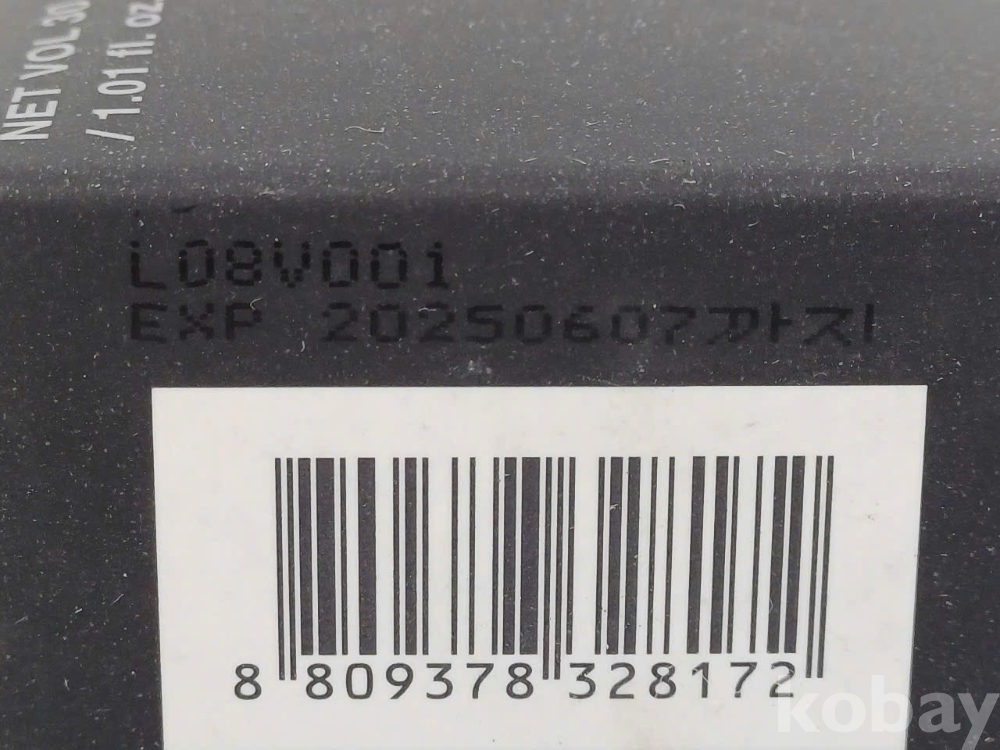 NET VOL 30
/ 1.01 fl. oz.
L08V001
EXP 20250607까지
8 809378 328172
kobay